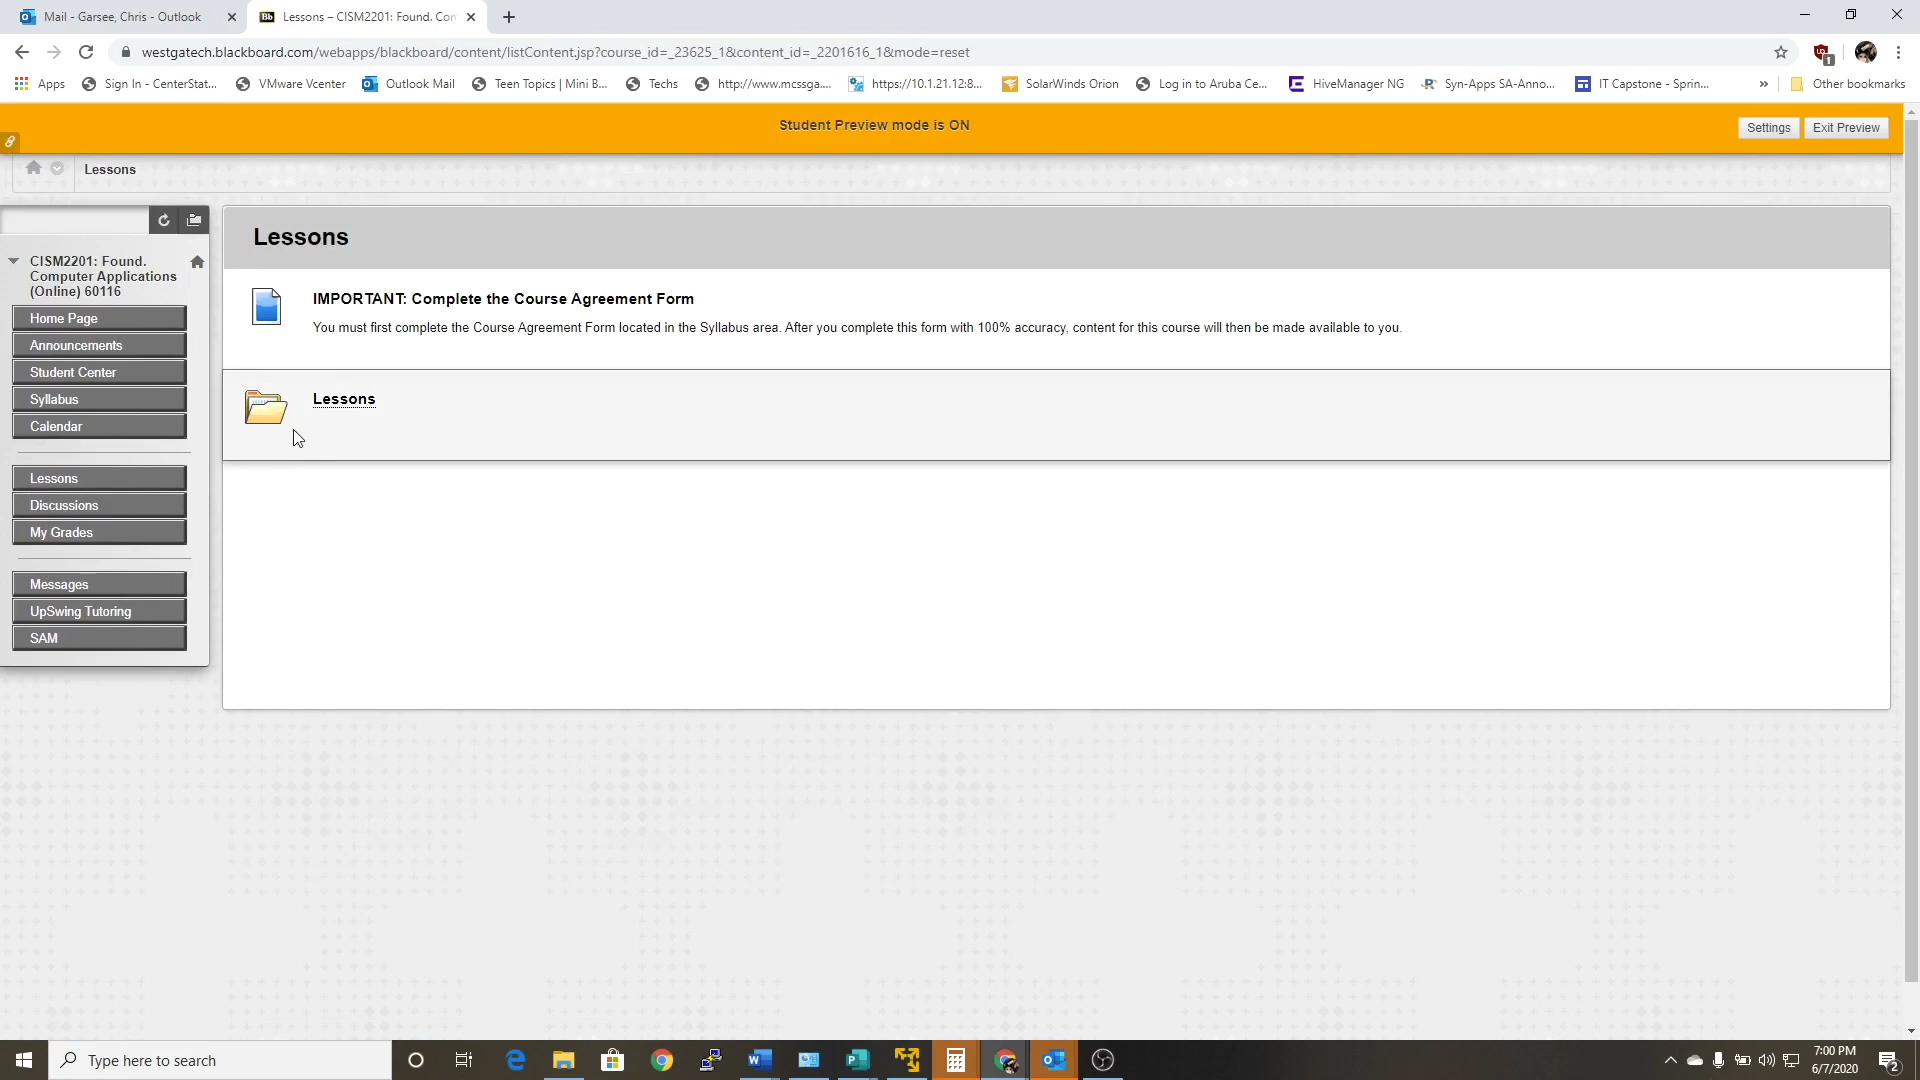 Mail - Garsee, Chris - Outlook
Lessons – CISM2201: Found. Con
westgatech.blackboard.com/webapps/blackboard/content/listContent.jsp?course_id=_23625_1&content_id=_2201616_1&mode=reset
1
Apps
Sign In - CenterStat...
VMware Vcenter
Outlook Mail
Teen Topics | Mini B...
Techs
http://www.mcssga....
https://10.1.21.12:8...
SolarWinds Orion
Log in to Aruba Ce...
HiveManager NG
Syn-Apps SA-Anno...
IT Capstone - Sprin...
»
Other bookmarks
Student Preview mode is ON
Settings
Exit Preview
Lessons
CISM2201: Found.
Computer Applications
(Online) 60116
Home Page
Announcements
Student Center
Syllabus
Calendar
Lessons
Discussions
My Grades
Messages
UpSwing Tutoring
SAM
Lessons
IMPORTANT: Complete the Course Agreement Form
You must first complete the Course Agreement Form located in the Syllabus area. After you complete this form with 100% accuracy, content for this course will then be made available to you.
Lessons
Type here to search
7:00 PM
6/7/2020
2